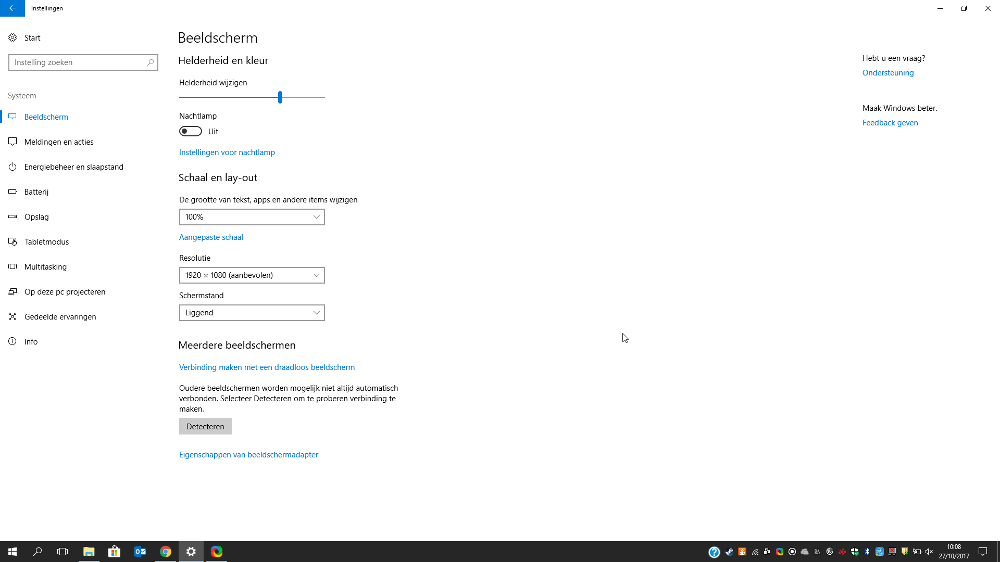 Instellingen
Start
Instelling zoeken
Systeem
Beeldscherm
Meldingen en acties
Energiebeheer en slaapstand
Batterij
Opslag
Tabletmodus
Multitasking
Op deze pc projecteren
Gedeelde ervaringen
Info
Beeldscherm
Helderheid en kleur
Helderheid wijzigen
Nachtlamp
Uit
Instellingen voor nachtlamp
Schaal en lay-out
De grootte van tekst, apps en andere items wijzigen
100%
Aangepaste schaal
Resolutie
1920 × 1080 (aanbevolen)
Schermstand
Liggend
Meerdere beeldschermen
Verbinding maken met een draadloos beeldscherm
Oudere beeldschermen worden mogelijk niet altijd automatisch
verbonden. Selecteer Detecteren om te proberen verbinding te
maken.
Detecteren
Eigenschappen van beeldschermadapter
Hebt u een vraag?
Ondersteuning
Maak Windows beter.
Feedback geven
10:08
27/10/2017